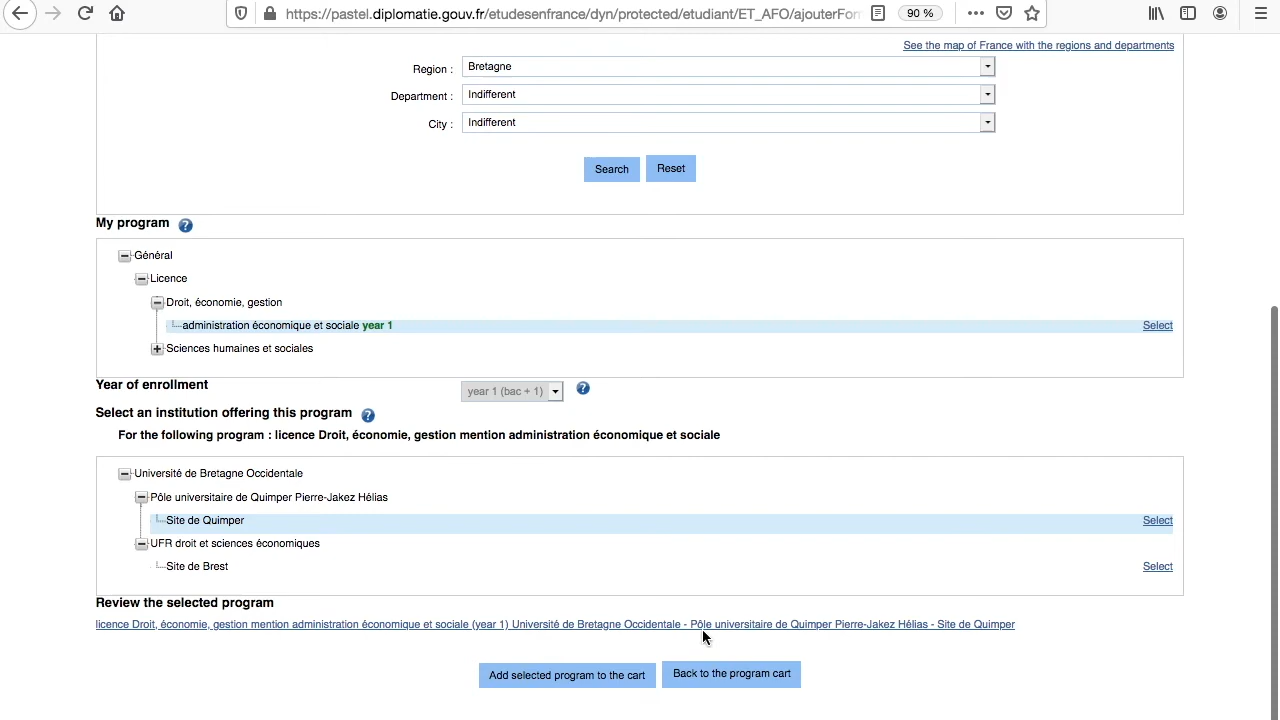 https://pastel.diplomatie.gouv.fr/etudesenfrance/dyn/protected/etudiant/ET_AFO/ajouterFor
90 %
See the map of France with the regions and departments
Region : Bretagne
Department : Indifferent
City : Indifferent
Search Reset
My program ?
Général
Licence
Droit, économie, gestion
administration économique et sociale year 1 Select
Sciences humaines et sociales
Year of enrollment year 1 (bac + 1) ?
Select an institution offering this program ?
For the following program : licence Droit, économie, gestion mention administration économique et sociale
Université de Bretagne Occidentale
Pôle universitaire de Quimper Pierre-Jakez Hélias
Site de Quimper Select
UFR droit et sciences économiques
Site de Brest Select
Review the selected program
licence Droit, économie, gestion mention administration économique et sociale (year 1) Université de Bretagne Occidentale - Pôle universitaire de Quimper Pierre-Jakez Hélias - Site de Quimper
Add selected program to the cart Back to the program cart